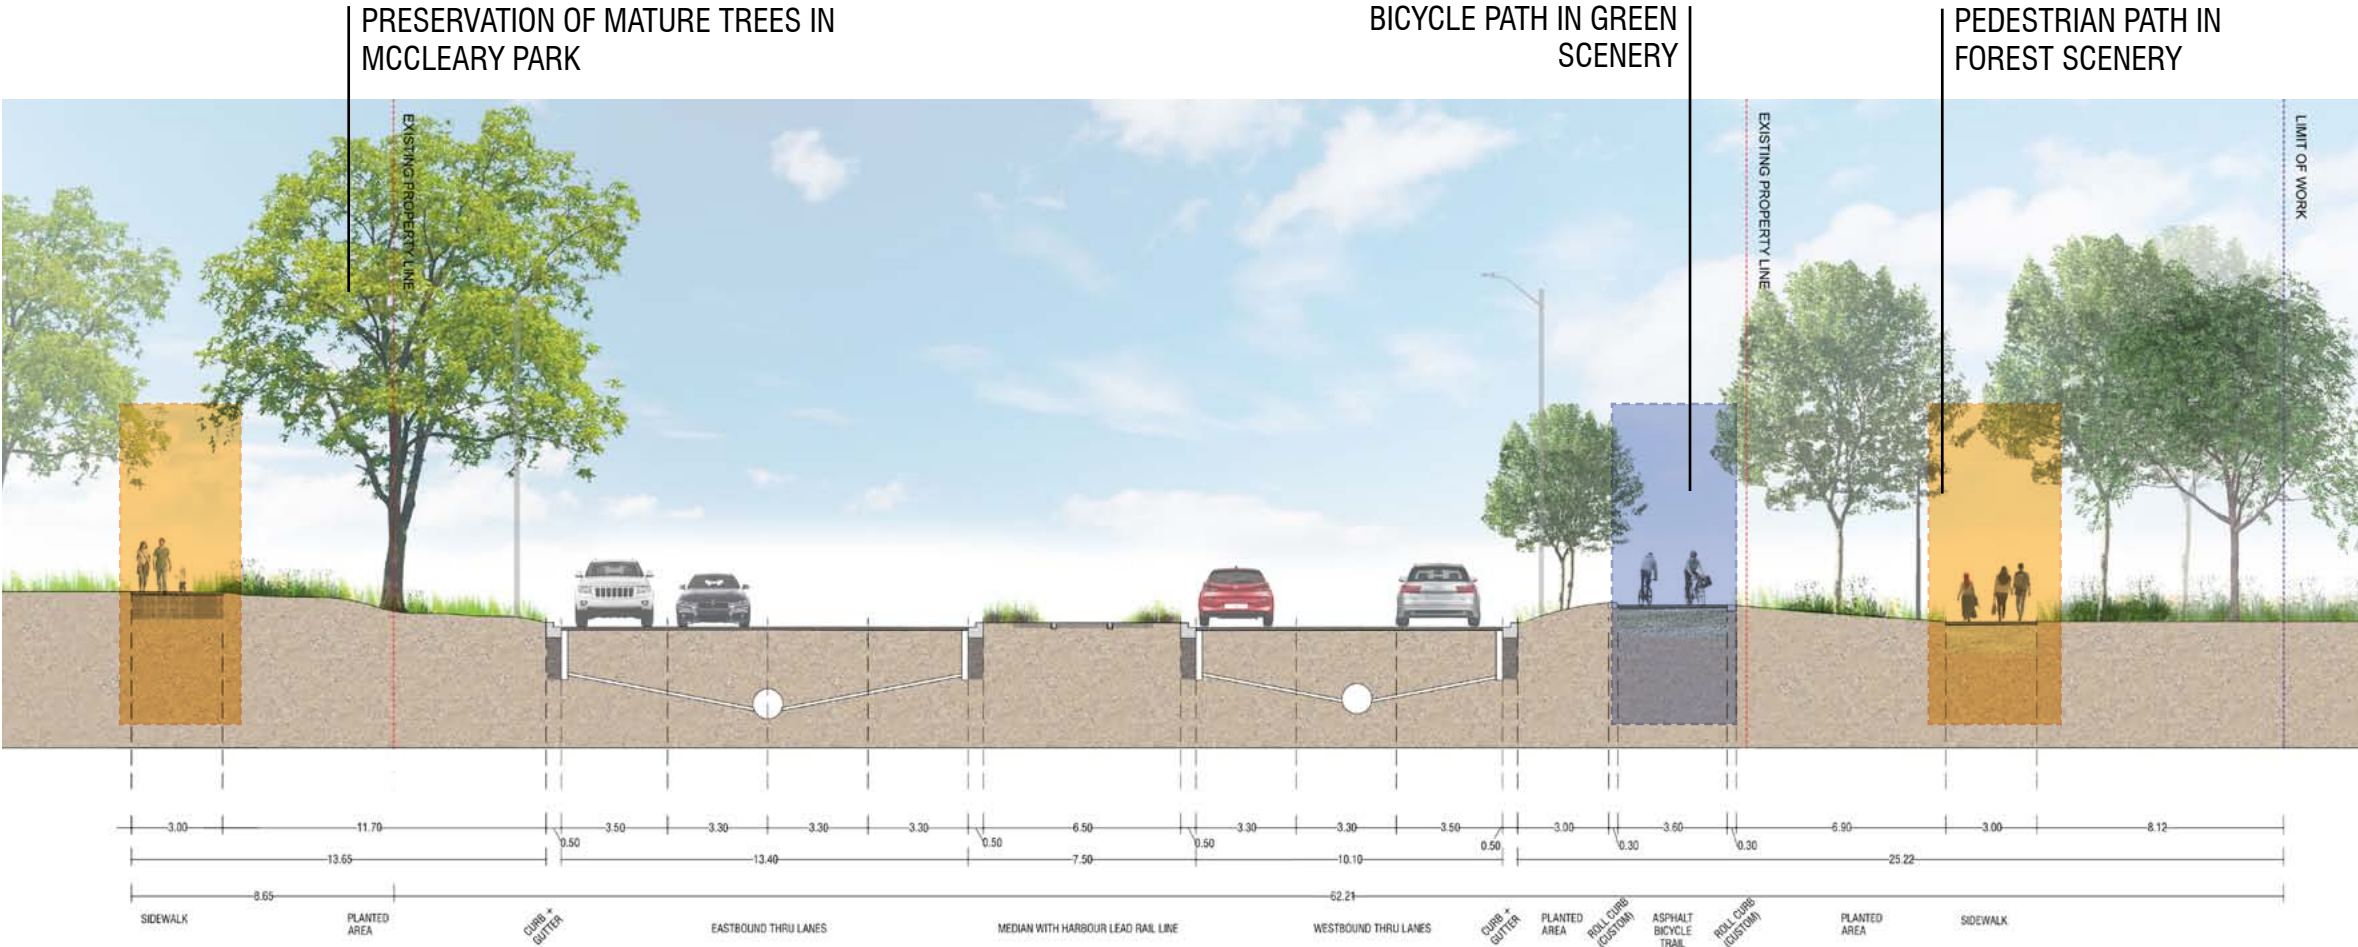 PRESERVATION OF MATURE TREES IN
MCCLEARY PARK
BICYCLE PATH IN GREEN
SCENERY
PEDESTRIAN PATH IN
FOREST SCENERY
EXISTING PROPERTY LINE
EXISTING PROPERTY LINE
LIMIT OF WORK
3.00 11.70 0.50 3.50 3.30 3.30 3.30 0.50 6.50 0.50 3.30 3.30 3.50 0.50 3.00 0.30 3.60 0.30 6.90 3.00 8.12
13.65 13.40 7.50 10.10 25.22
8.65 62.21
SIDEWALK
PLANTED
AREA
CURB +
GUTTER
EASTBOUND THRU LANES
MEDIAN WITH HARBOUR LEAD RAIL LINE
WESTBOUND THRU LANES
CURB +
GUTTER
PLANTED
AREA
ROLL CURB
(CUSTOM)
ASPHALT
BICYCLE
TRAIL
ROLL CURB
(CUSTOM)
PLANTED
AREA
SIDEWALK